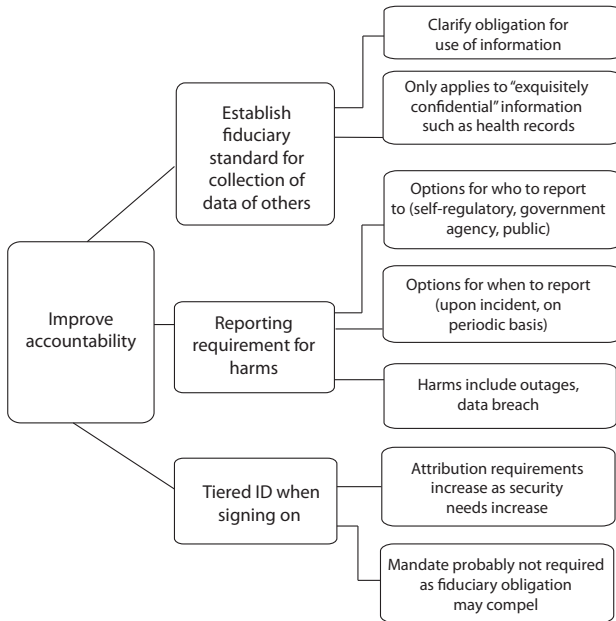 Improve
accountability
Establish
fiduciary
standard for
collection of
data of others
Clarify obligation for
use of information
Only applies to “exquisitely
confidential” information
such as health records
Reporting
requirement for
harms
Options for who to report
to (self-regulatory, government
agency, public)
Options for when to report
(upon incident, on
periodic basis)
Harms include outages,
data breach
Tiered ID when
signing on
Attribution requirements
increase as security
needs increase
Mandate probably not required
as fiduciary obligation
may compel